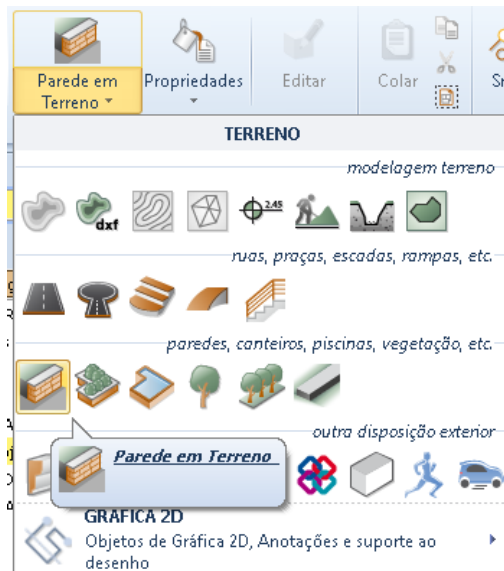 Parede em
Terreno
Propriedades
Editar
Colar
TERRENO
modelagem terreno
dxf
2.45
ruas, praças, escadas, rampas, etc.
paredes, canteiros, piscinas, vegetação, etc.
outra disposição exterior
Parede em Terreno
GRÁFICA 2D
Objetos de Gráfica 2D, Anotações e suporte ao
desenho